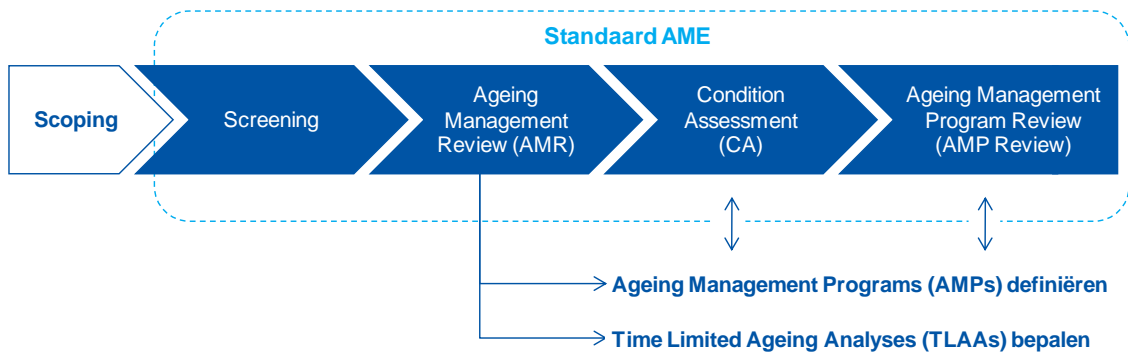 Standaard AME
Scoping
Screening
Ageing
Management
Review (AMR)
Condition
Assessment
(CA)
Ageing Management
Program Review
(AMP Review)
Ageing Management Programs (AMPs) definiëren
Time Limited Ageing Analyses (TLAAs) bepalen